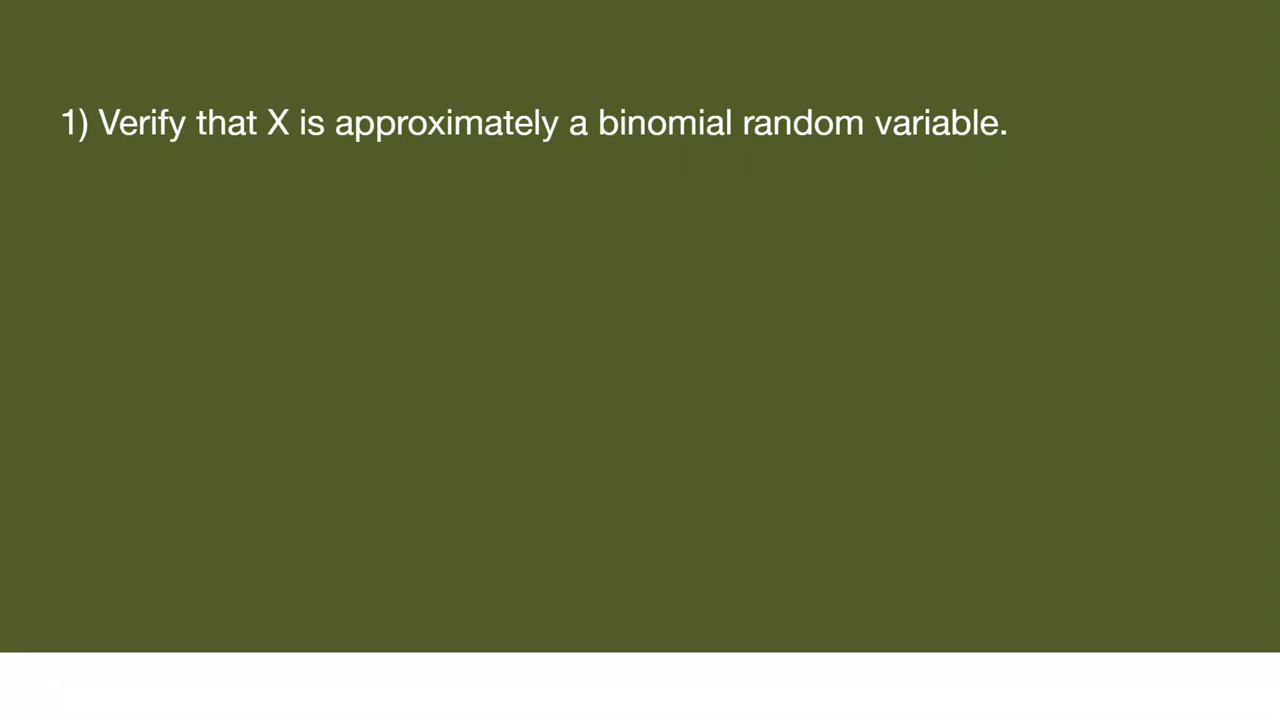 1) Verify that X is approximately a binomial random variable.